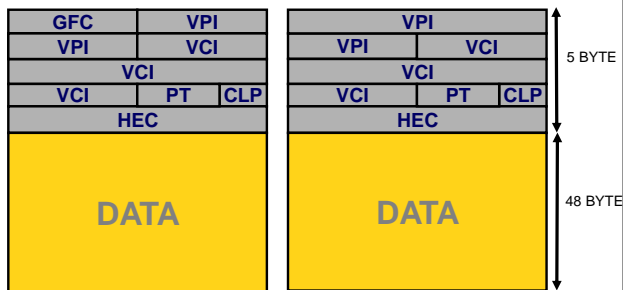 GFC VPI
VPI VCI
VCI
VCI PT CLP
HEC
DATA
VPI
VPI VCI
VCI
VCI PT CLP
HEC
DATA
5 BYTE
48 BYTE